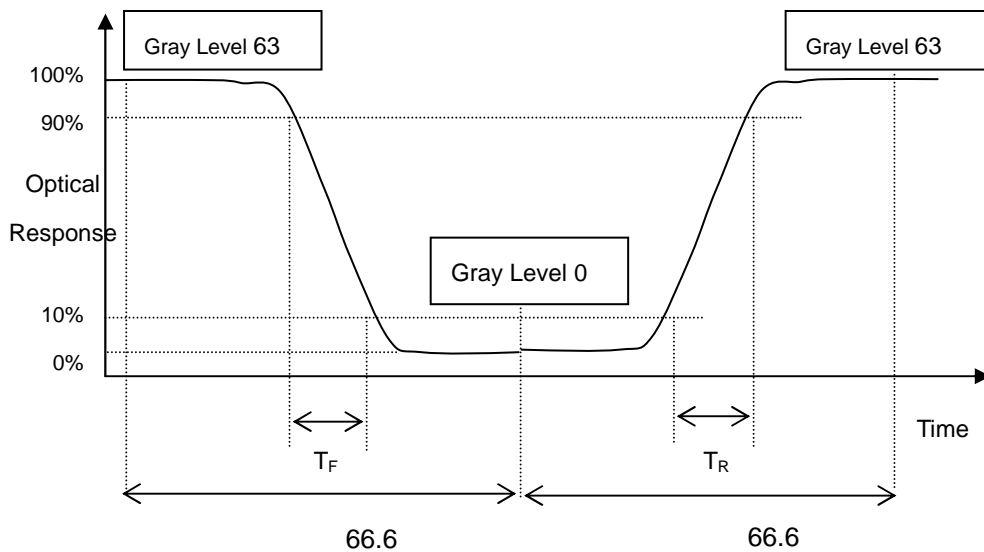 Gray Level 63
Gray Level 63
100%
90%
Optical
Response
Gray Level 0
10%
0%
Time
TF
TR
66.6
66.6